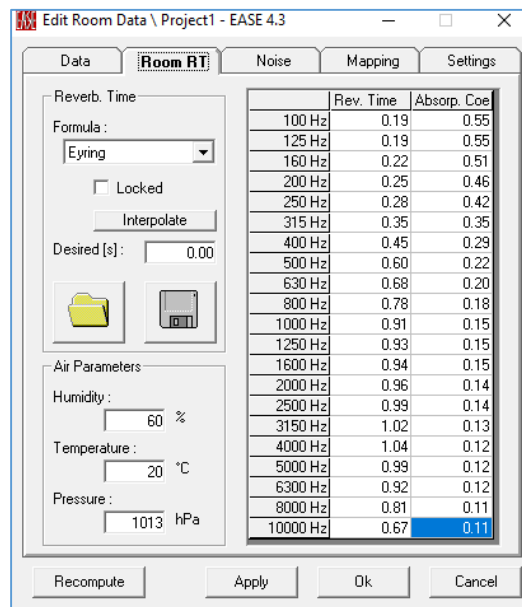 Edit Room Data \ Project1 - EASE 4.3
Data Room RT Noise Mapping Settings
Reverb. Time
Formula :
Eyring
Locked
Interpolate
Desired [s] : 0.00
Air Parameters
Humidity :
60 %
Temperature :
20 °C
Pressure :
1013 hPa
Rev. Time Absorp. Coe
100 Hz 0.19 0.55
125 Hz 0.19 0.55
160 Hz 0.22 0.51
200 Hz 0.25 0.46
250 Hz 0.28 0.42
315 Hz 0.35 0.35
400 Hz 0.45 0.29
500 Hz 0.60 0.22
630 Hz 0.68 0.20
800 Hz 0.78 0.18
1000 Hz 0.91 0.15
1250 Hz 0.93 0.15
1600 Hz 0.94 0.15
2000 Hz 0.96 0.14
2500 Hz 0.99 0.14
3150 Hz 1.02 0.13
4000 Hz 1.04 0.12
5000 Hz 0.99 0.12
6300 Hz 0.92 0.12
8000 Hz 0.81 0.11
10000 Hz 0.67 0.11
Recompute Apply Ok Cancel